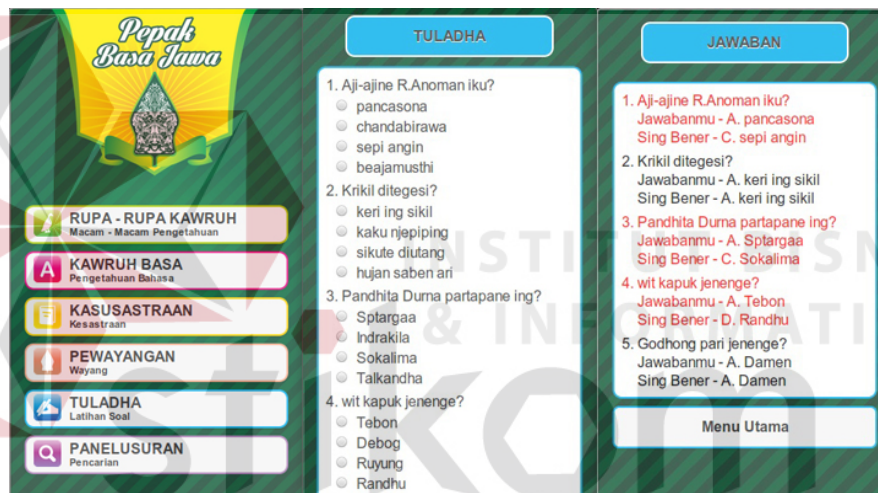 Pepak
Basa Jawa
RUPA - RUPA KAWRUH
Macam - Macam Pengetahuan
A
KAWRUH BASA
Pengetahuan Bahasa
KASUSASTRAAN
Kesastraan
PEWAYANGAN
Wayang
TULADHA
Latihan Soal
PANELUSURAN
Pencarian
TULADHA
1. Aji-ajine R.Anoman iku?
pancasona
chandabirawa
sepi angin
beajamusthi
2. Krikil ditegesi?
keri ing sikil
kaku njepiping
sikute diutang
hujan saben ari
3. Pandhita Durna partapane ing?
Sptargaa
Indrakila
Sokalima
Talkandha
4. wit kapuk jenenge?
Tebon
Debog
Ruyung
Randhu
JAWABAN
1. Aji-ajine R.Anoman iku?
Jawabanmu - A. pancasona
Sing Bener - C. sepi angin
2. Krikil ditegesi?
Jawabanmu - A. keri ing sikil
Sing Bener - A. keri ing sikil
3. Pandhita Durna partapane ing?
Jawabanmu - A. Sptargaa
Sing Bener - C. Sokalima
4. wit kapuk jenenge?
Jawabanmu - A. Tebon
Sing Bener - D. Randhu
5. Godhong pari jenenge?
Jawabanmu - A. Damen
Sing Bener - A. Damen
Menu Utama
INSTITUT BISN
& INFORMATI
stikom